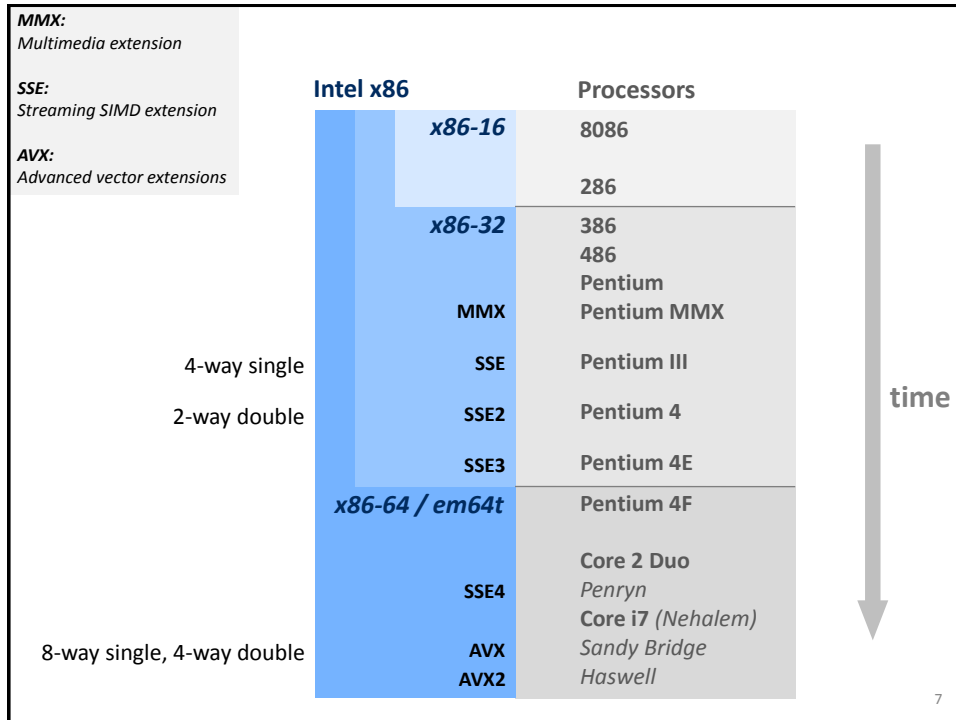 MMX:
Multimedia extension
SSE:
Streaming SIMD extension
AVX:
Advanced vector extensions
Intel x86 Processors
x86-16 8086
286
x86-32 386
486
Pentium
MMX Pentium MMX
4-way single SSE Pentium III
2-way double SSE2 Pentium 4
time
SSE3 Pentium 4E
x86-64 / em64t Pentium 4F
Core 2 Duo
SSE4 Penryn
Core i7 (Nehalem)
8-way single, 4-way double AVX Sandy Bridge
AVX2 Haswell
7